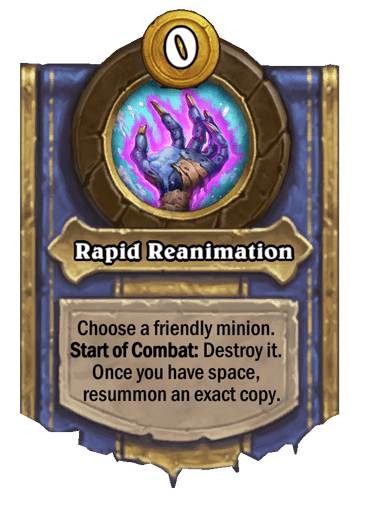 0
Rapid Reanimation
Choose a friendly minion.
Start of Combat: Destroy it.
Once you have space,
resummon an exact copy.